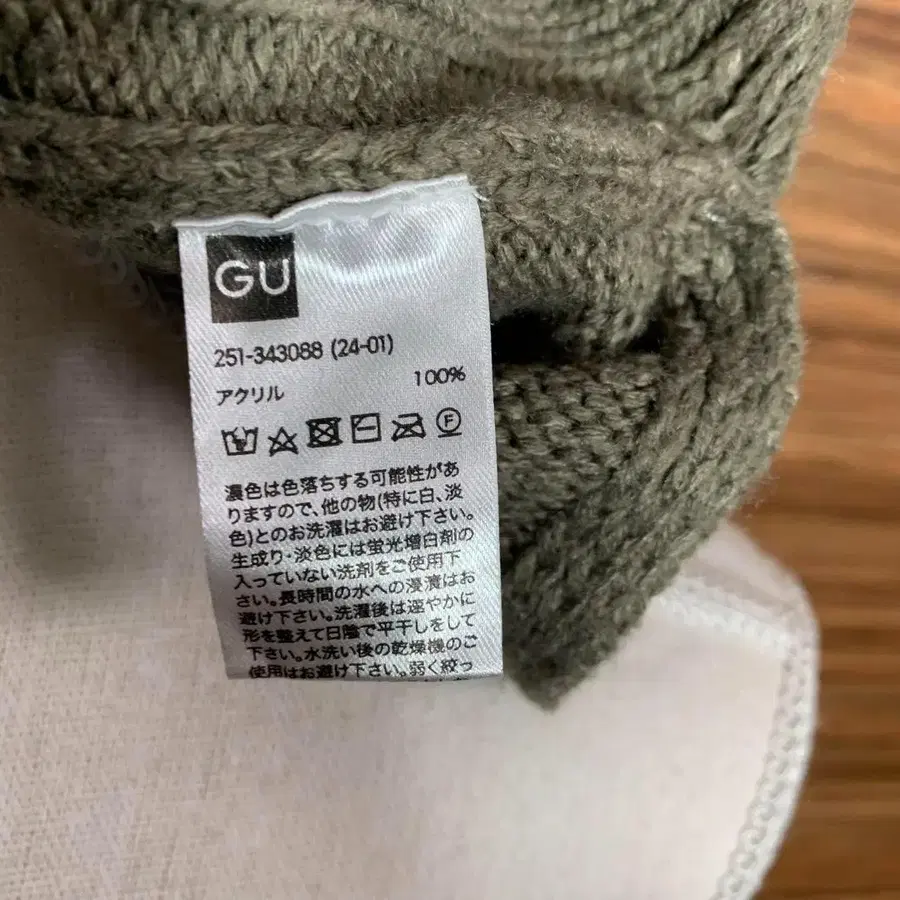 GU
251-343088 (24-01)
アクリル 100%
F
濃色は色落ちする可能性があ
りますので、他の物(特に白、淡
色)とのお洗濯はお避け下さい。
生成り・淡色には蛍光増白剤の
入っていない洗剤をご使用下
さい。長時間の水への浸漬はお
避け下さい。洗濯後は速やかに
形を整えて日陰で平干しをして
下さい。水洗い後の乾燥機のご
使用はお避け下さい。弱く絞っ